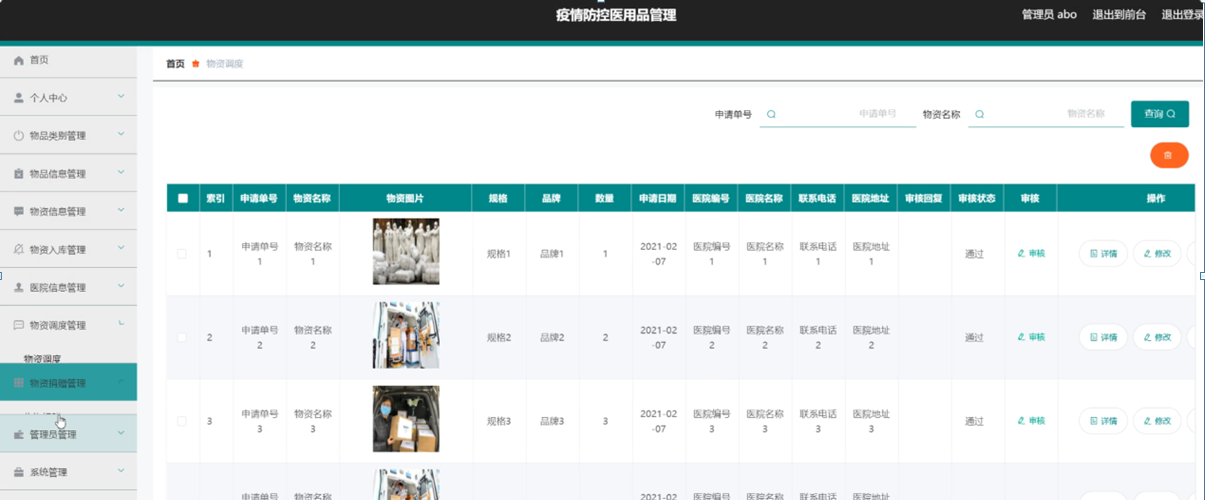 疫情防控医用品管理
管理员 abo 退出到前台 退出登录
首页
个人中心
物品类别管理
物品信息管理
物资信息管理
物资入库管理
医院信息管理
物资调度管理
物资调度
物资捐赠管理
管理员管理
系统管理
首页 物资调度
申请单号 申请单号 物资名称 物资名称 查询
索引 申请单号 物资名称 物资图片 规格 品牌 数量 申请日期 医院编号 医院名称 联系电话 医院地址 审核回复 审核状态 审核 操作
1 申请单号1 物资名称1 规格1 品牌1 1 2021-02-07 医院编号1 医院名称1 联系电话1 医院地址1 通过 审核 详情 修改
2 申请单号2 物资名称2 规格2 品牌2 2 2021-02-07 医院编号2 医院名称2 联系电话2 医院地址2 通过 审核 详情 修改
3 申请单号3 物资名称3 规格3 品牌3 3 2021-02-07 医院编号3 医院名称3 联系电话3 医院地址3 通过 审核 详情 修改
申请单号 物资名称 2021-02 医院编号 医院名称 联系电话 医院地址